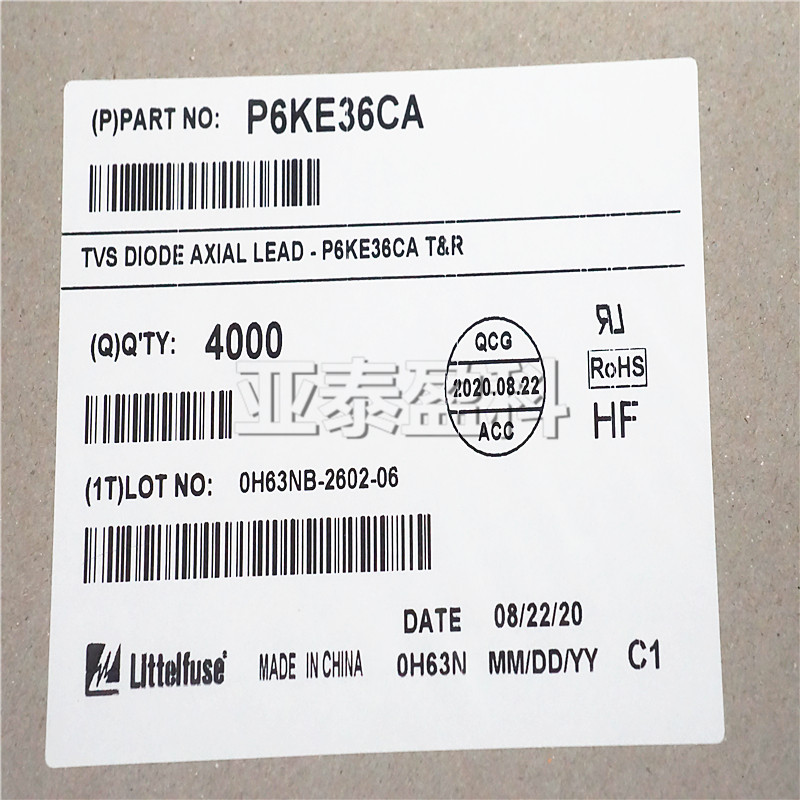 (P)PART NO: P6KE36CA
TVS DIODE AXIAL LEAD - P6KE36CA T&R
(Q)Q'TY: 4000
QCG
2020.08.22
ACC
RU
RoHS
HF
亚泰盈科
(1T)LOT NO: 0H63NB-2602-06
DATE 08/22/20
Littelfuse® MADE IN CHINA 0H63N MM/DD/YY C1